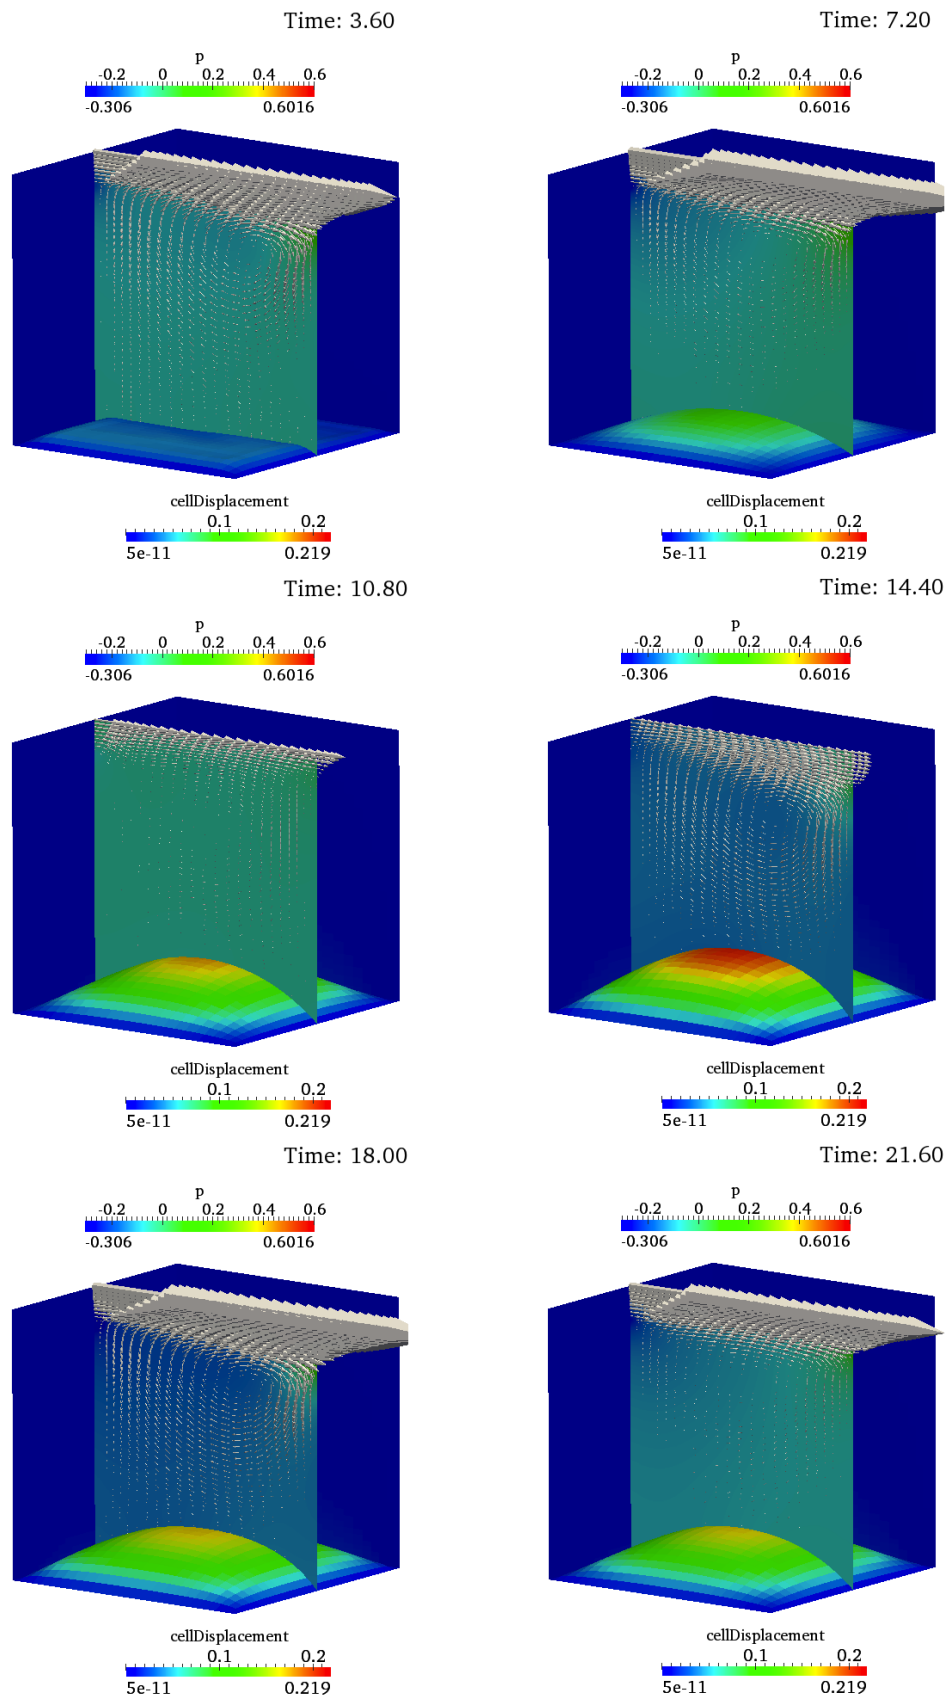 Time: 3.60
p
-0.2 0 0.2 0.4 0.6
-0.306 0.6016
cellDisplacement
0.1 0.2
5e-11 0.219
Time: 7.20
p
-0.2 0 0.2 0.4 0.6
-0.306 0.6016
cellDisplacement
0.1 0.2
5e-11 0.219
Time: 10.80
p
-0.2 0 0.2 0.4 0.6
-0.306 0.6016
cellDisplacement
0.1 0.2
5e-11 0.219
Time: 14.40
p
-0.2 0 0.2 0.4 0.6
-0.306 0.6016
cellDisplacement
0.1 0.2
5e-11 0.219
Time: 18.00
p
-0.2 0 0.2 0.4 0.6
-0.306 0.6016
cellDisplacement
0.1 0.2
5e-11 0.219
Time: 21.60
p
-0.2 0 0.2 0.4 0.6
-0.306 0.6016
cellDisplacement
0.1 0.2
5e-11 0.219